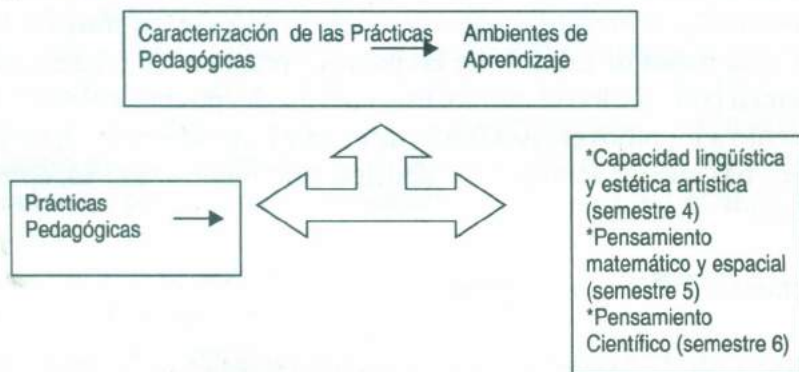 Caracterización de las Prácticas Pedagógicas
Ambientes de Aprendizaje
Prácticas
Pedagógicas
*Capacidad lingüística
y estética artística
(semestre 4)
*Pensamiento
matemático y espacial
(semestre 5)
*Pensamiento
Científico (semestre 6)